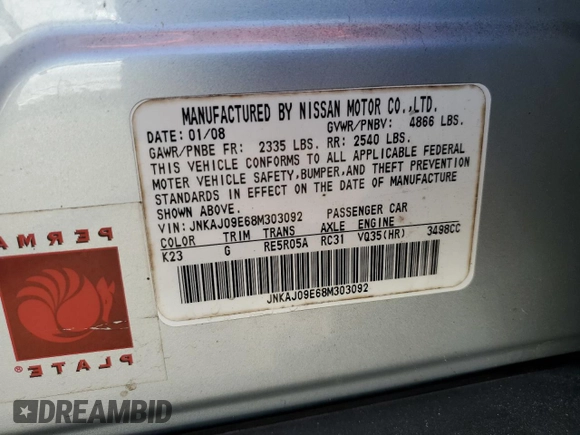 MANUFACTURED BY NISSAN MOTOR CO.,LTD.
DATE: 01/08 GVWR/PNBV: 4866 LBS.
GAWR/PNBE FR: 2335 LBS. RR: 2540 LBS.
THIS VEHICLE CONFORMS TO ALL APPLICABLE FEDERAL
MOTER VEHICLE SAFETY,BUMPER,AND THEFT PREVENTION
STANDARDS IN EFFECT ON THE DATE OF MANUFACTURE
SHOWN ABOVE.
VIN: JNKAJ09E68M303092 PASSENGER CAR
COLOR TRIM TRANS AXLE ENGINE
K23 G RE5R05A RC31 VQ35(HR) 3498CC
JNKAJ09E68M303092
PERMA
PLATE
DREAMBID